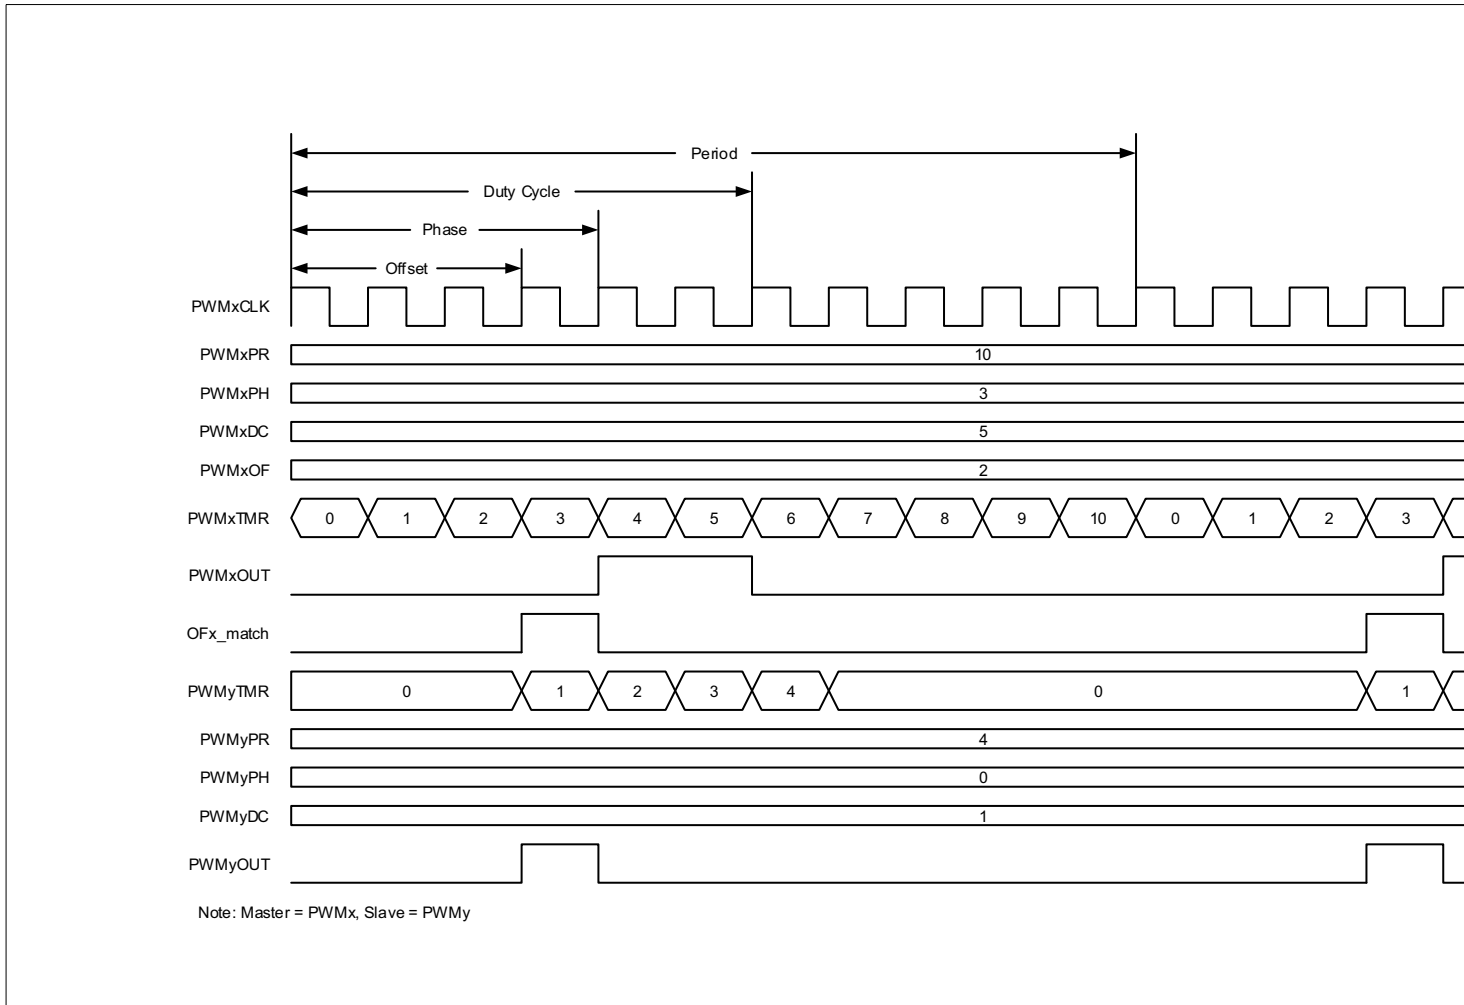 Period
Duty Cycle
Phase
Offset
PWMxCLK
PWMxPR 10
PWMxPH 3
PWMxDC 5
PWMxOF 2
PWMxTMR 0 1 2 3 4 5 6 7 8 9 10 0 1 2 3
PWMxOUT
OFx_match
PWMyTMR 0 1 2 3 4 0 1
PWMyPR 4
PWMyPH 0
PWMyDC 1
PWMyOUT
Note: Master = PWMx, Slave = PWMy